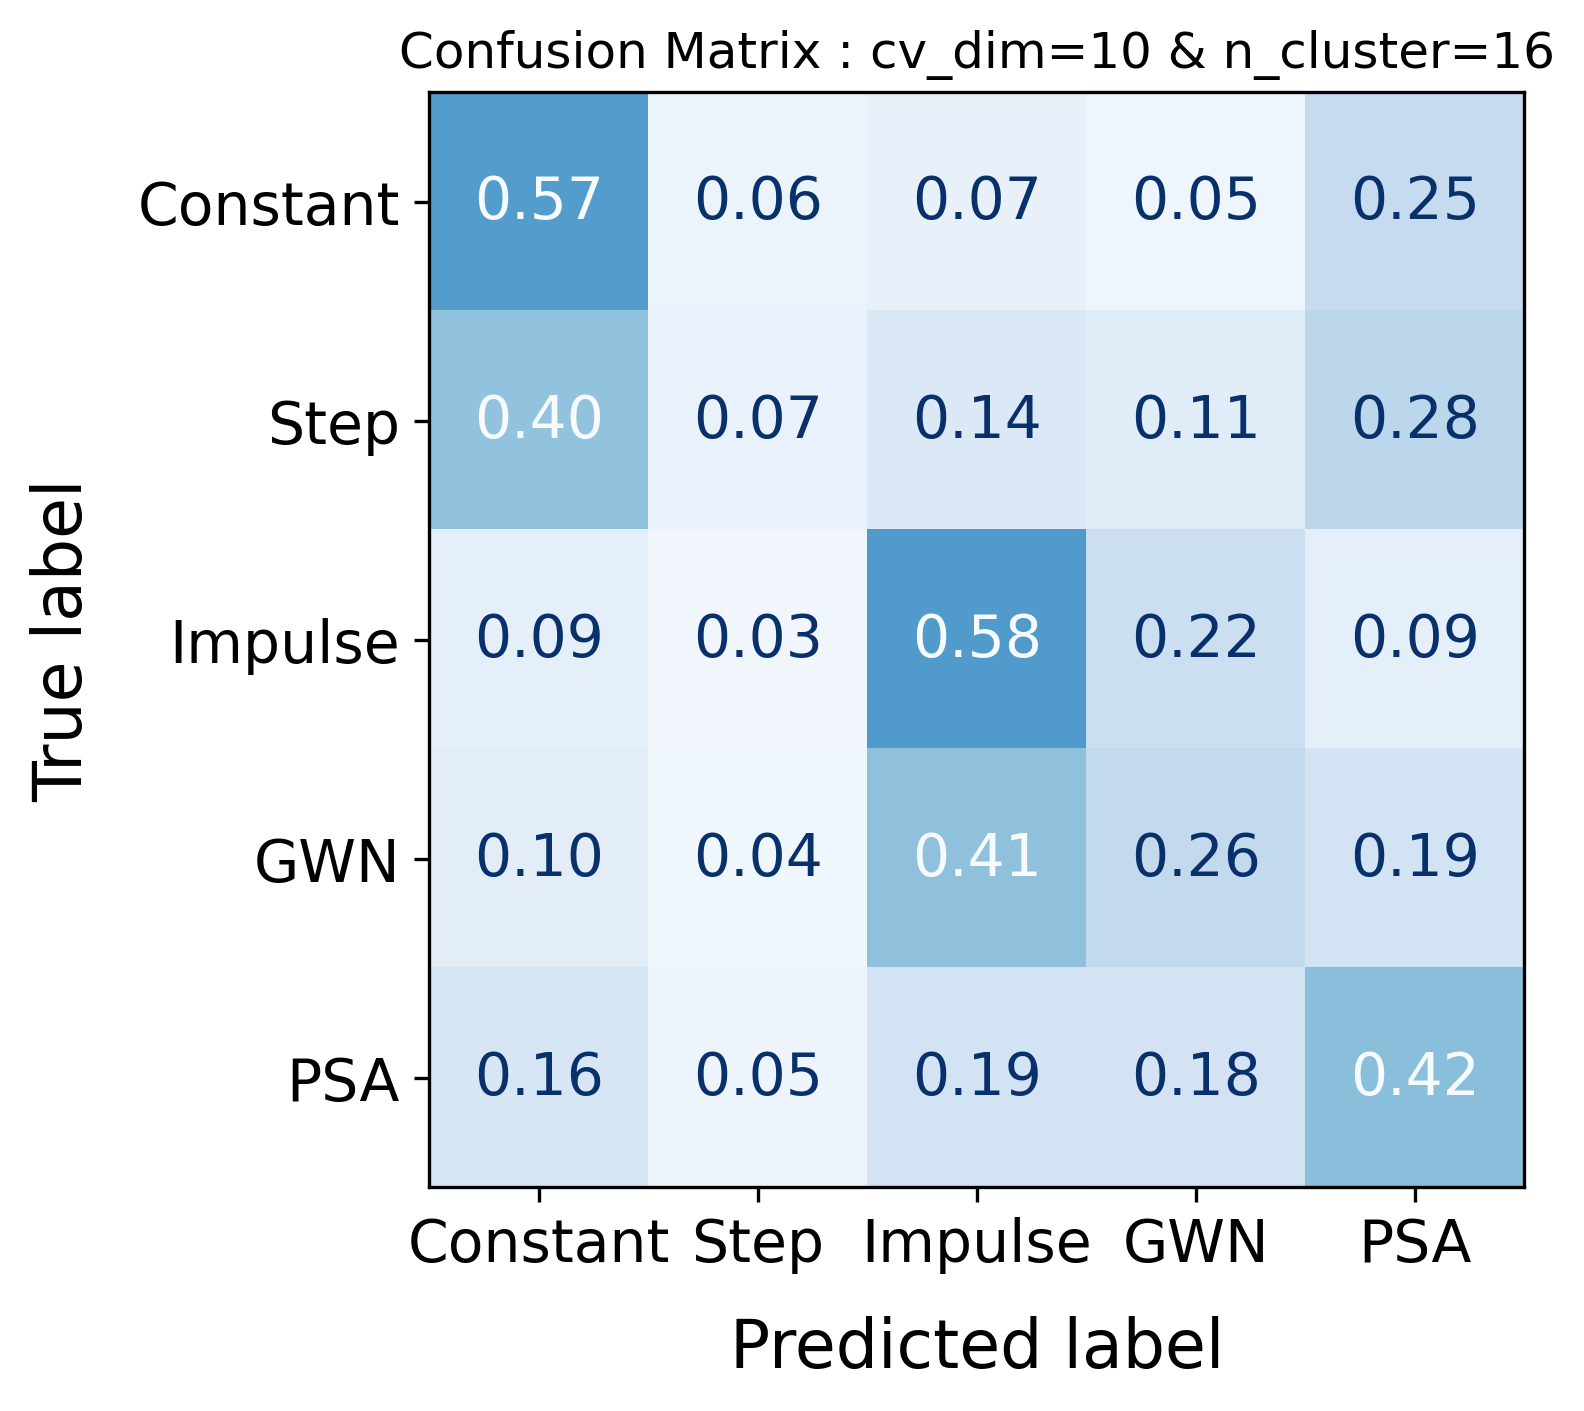 Confusion Matrix : cv_dim=10 & n_cluster=16
True label
Constant 0.57 0.06 0.07 0.05 0.25
Step 0.40 0.07 0.14 0.11 0.28
Impulse 0.09 0.03 0.58 0.22 0.09
GWN 0.10 0.04 0.41 0.26 0.19
PSA 0.16 0.05 0.19 0.18 0.42
Constant Step Impulse GWN PSA
Predicted label